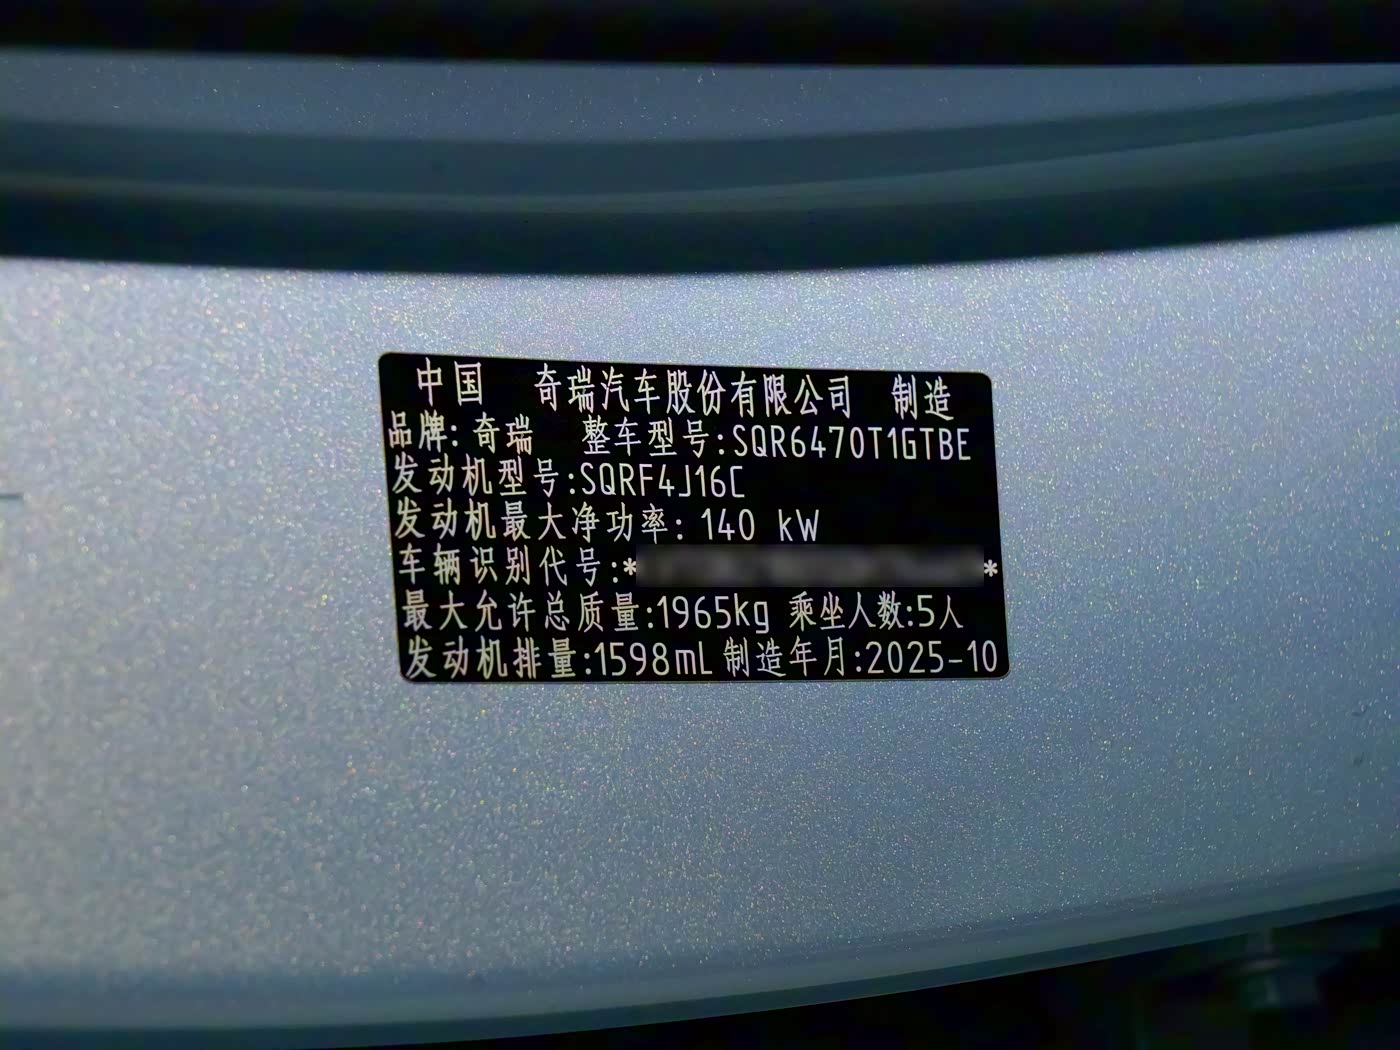 中国 奇瑞汽车股份有限公司 制造
品牌: 奇瑞 整车型号:SQR6470T1GTBE
发动机型号:SQRF4J16C
发动机最大净功率: 140 kW
车辆识别代号:* *
最大允许总质量:1965kg 乘坐人数:5人
发动机排量:1598mL 制造年月:2025-10